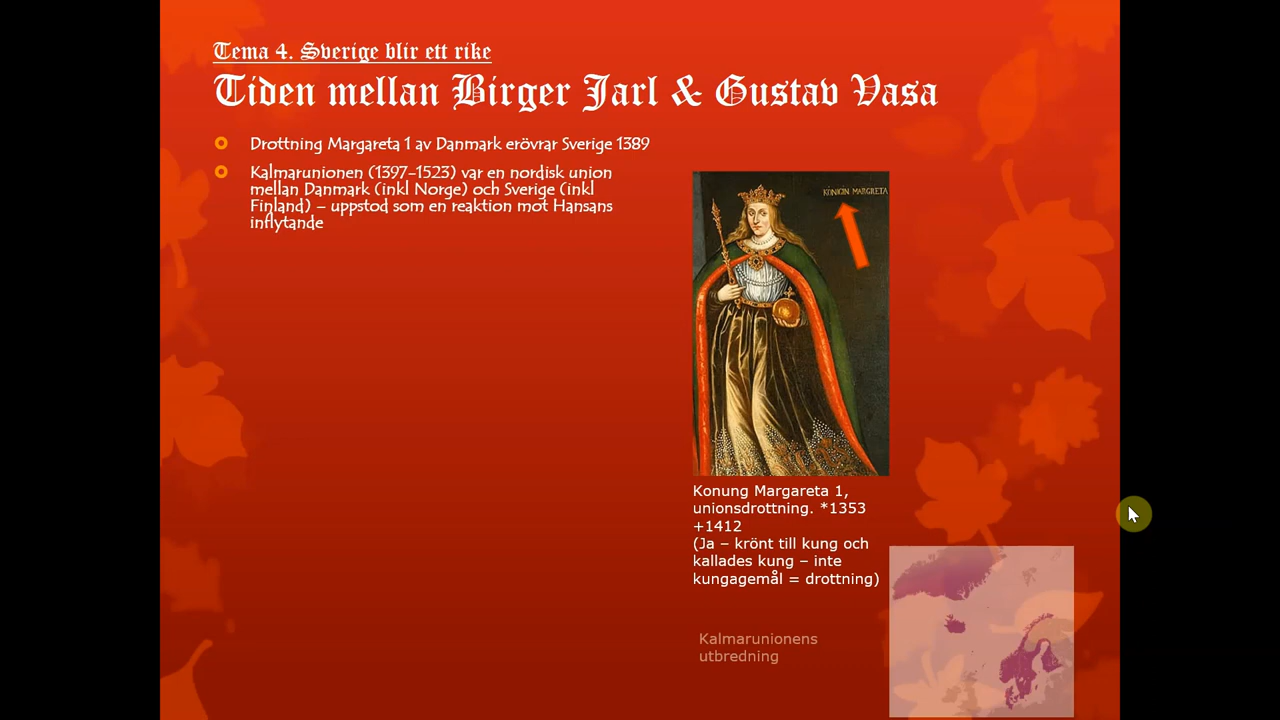 Tema 4. Sverige blir ett rike
Tiden mellan Birger Jarl & Gustav Vasa
Drottning Margareta 1 av Danmark erövrar Sverige 1389
Kalmarunionen (1397-1523) var en nordisk union
mellan Danmark (inkl Norge) och Sverige (inkl
Finland) – uppstod som en reaktion mot Hansans
inflytande
KÖNIGIN MARGRETA
Konung Margareta 1,
unionsdrottning. *1353
+1412
(Ja – krönt till kung och
kallades kung – inte
kungagemål = drottning)
Kalmarunionens
utbredning